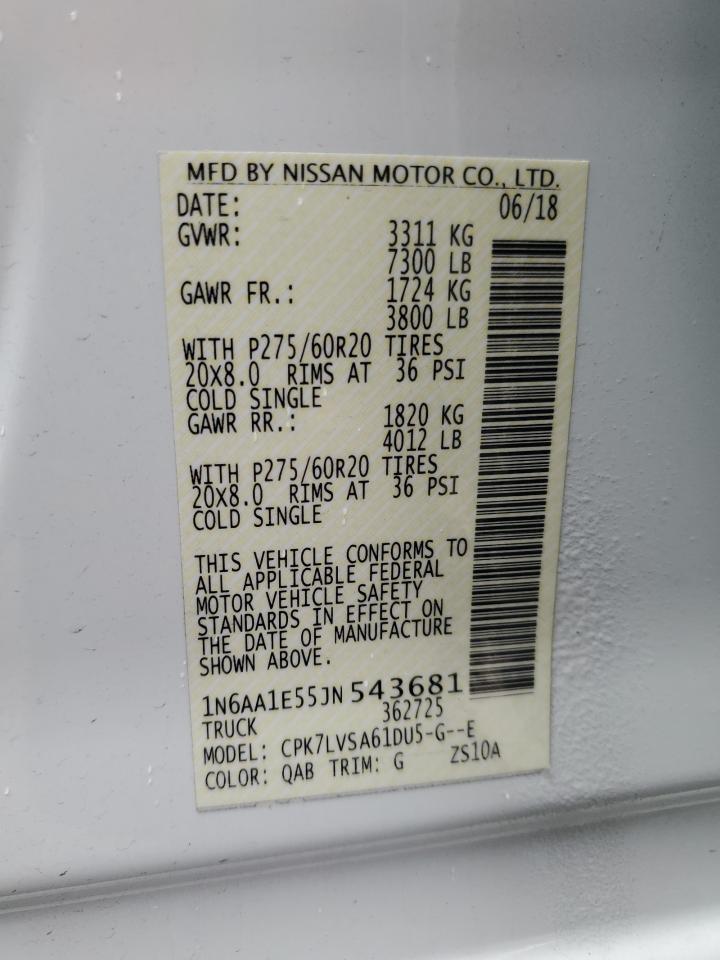 MFD BY NISSAN MOTOR CO., LTD.
DATE: 06/18
GVWR: 3311 KG
7300 LB
GAWR FR.: 1724 KG
3800 LB
WITH P275/60R20 TIRES
20X8.0 RIMS AT 36 PSI
COLD SINGLE
GAWR RR.: 1820 KG
4012 LB
WITH P275/60R20 TIRES
20X8.0 RIMS AT 36 PSI
COLD SINGLE
THIS VEHICLE CONFORMS TO
ALL APPLICABLE FEDERAL
MOTOR VEHICLE SAFETY
STANDARDS IN EFFECT ON
THE DATE OF MANUFACTURE
SHOWN ABOVE.
1N6AA1E55JN543681
TRUCK 362725
MODEL: CPK7LVSA61DU5-G--E
COLOR: QAB TRIM: G ZS10A